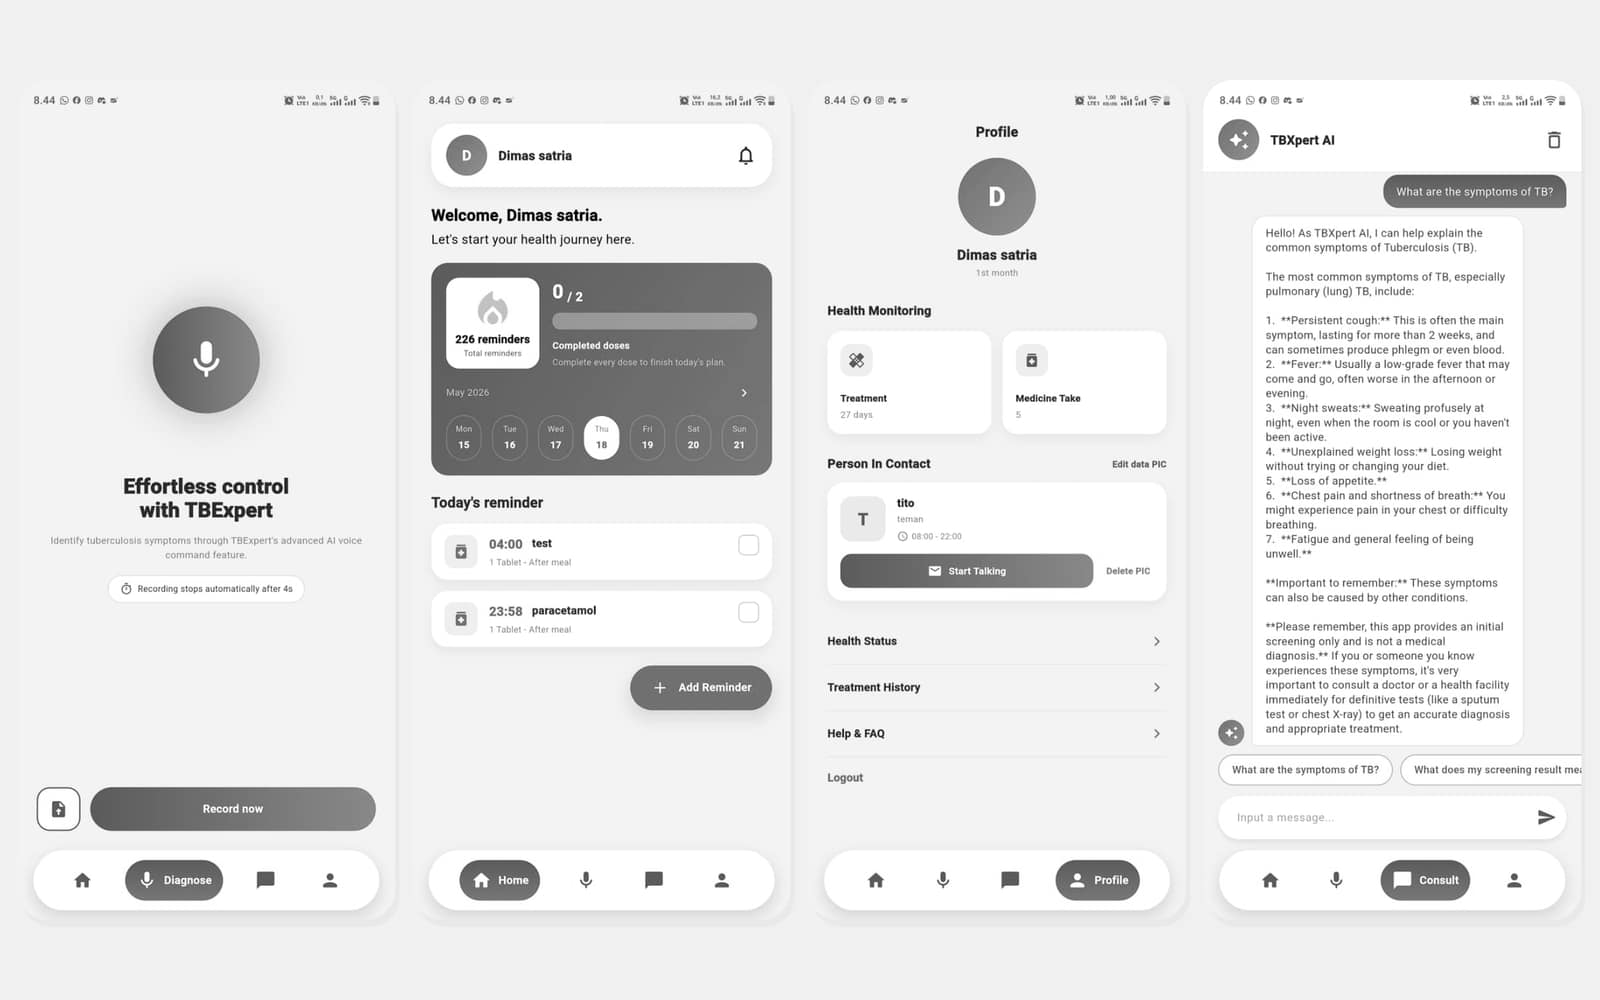 8.44
Effortless control
with TBExpert
Identify tuberculosis symptoms through TBExpert's advanced AI voice
command feature.
Recording stops automatically after 4s
Record now
Diagnose
8.44
D
Dimas satria
Welcome, Dimas satria.
Let's start your health journey here.
226 reminders
Total reminders
0 / 2
Completed doses
Complete every dose to finish today's plan.
May 2026
Mon Tue Wed Thu Fri Sat Sun
15 16 17 18 19 20 21
Today's reminder
04:00 test
1 Tablet - After meal
23:58 paracetamol
1 Tablet - After meal
Add Reminder
Home
8.44
Profile
D
Dimas satria
1st month
Health Monitoring
Treatment
27 days
Medicine Take
5
Person In Contact
Edit data PIC
T
tito
teman
08:00 - 22:00
Start Talking
Delete PIC
Health Status
Treatment History
Help & FAQ
Logout
Profile
8.44
TBXpert AI
What are the symptoms of TB?
Hello! As TBXpert AI, I can help explain the
common symptoms of Tuberculosis (TB).
The most common symptoms of TB, especially
pulmonary (lung) TB, include:
1. **Persistent cough:** This is often the main
symptom, lasting for more than 2 weeks, and
can sometimes produce phlegm or even blood.
2. **Fever:** Usually a low-grade fever that may
come and go, often worse in the afternoon or
evening.
3. **Night sweats:** Sweating profusely at
night, even when the room is cool or you haven't
been active.
4. **Unexplained weight loss:** Losing weight
without trying or changing your diet.
5. **Loss of appetite.**
6. **Chest pain and shortness of breath:** You
might experience pain in your chest or difficulty
breathing.
7. **Fatigue and general feeling of being
unwell.**
**Important to remember:** These symptoms
can also be caused by other conditions.
**Please remember, this app provides an initial
screening only and is not a medical
diagnosis.** If you or someone you know
experiences these symptoms, it's very
important to consult a doctor or a health facility
immediately for definitive tests (like a sputum
test or chest X-ray) to get an accurate diagnosis
and appropriate treatment.
What are the symptoms of TB?
What does my screening result mea
Input a message...
Consult